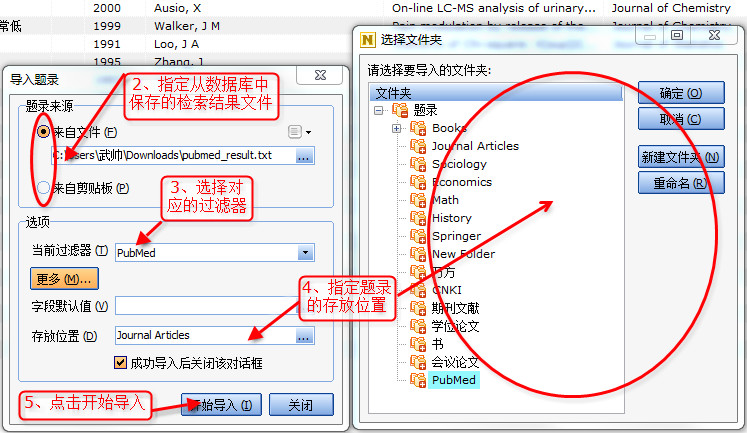 2000 Ausio, X On-line LC-MS analysis of urinary... Journal of Chemistry
常低 1999 Walker, J M Pain modulation by release of the... Journal of Chemistry
1991 Loo, J A
1995 Zhang, J
导入题录
2、指定从数据库中
保存的检索结果文件
题录来源
来自文件 (F)
C:\Users\武帅\Downloads\pubmed_result.txt ...
来自剪贴板 (P)
3、选择对
应的过滤器
选项
当前过滤器 (T) PubMed
更多 (M)...
4、指定题录
的存放位置
字段默认值 (V)
存放位置 (D) Journal Articles ...
成功导入后关闭该对话框
5、点击开始导入
开始导入 (I) 关闭
选择文件夹
请选择要导入的文件夹:
文件夹
题录
Books
Journal Articles
Sociology
Economics
Math
History
Springer
New Folder
万方
CNKI
期刊文献
学位论文
书
会议论文
PubMed
确定 (O)
取消 (C)
新建文件夹 (N)
重命名 (R)